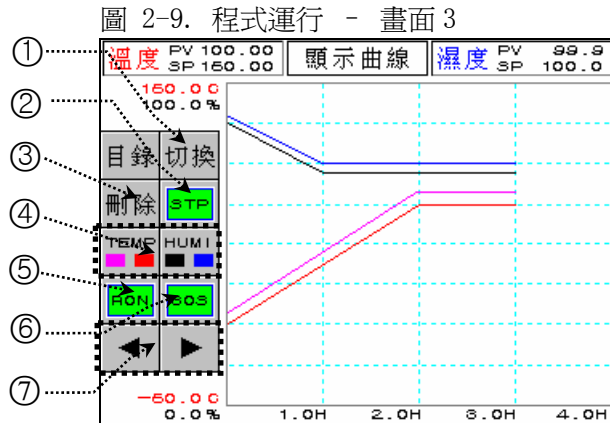 圖 2-9. 程式運行 - 畫面 3
溫度 PV 100.00 SP 150.00 顯示曲線 濕度 PV 99.9 SP 100.0
150.0 C
100.0 %
① ② ③ ④ ⑤ ⑥ ⑦
目錄 切換
刪除 STP
TEMP HUMI
RON SOS
◀ ▶
-50.0 C
0.0 % 1.0H 2.0H 3.0H 4.0H